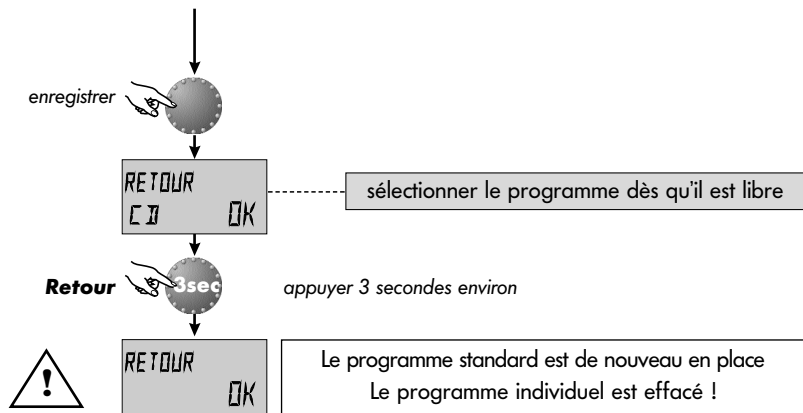 enregistrer
RETOUR
CD OK
sélectionner le programme dès qu'il est libre
Retour
3sec
appuyer 3 secondes environ
RETOUR
OK
!
Le programme standard est de nouveau en place
Le programme individuel est effacé !